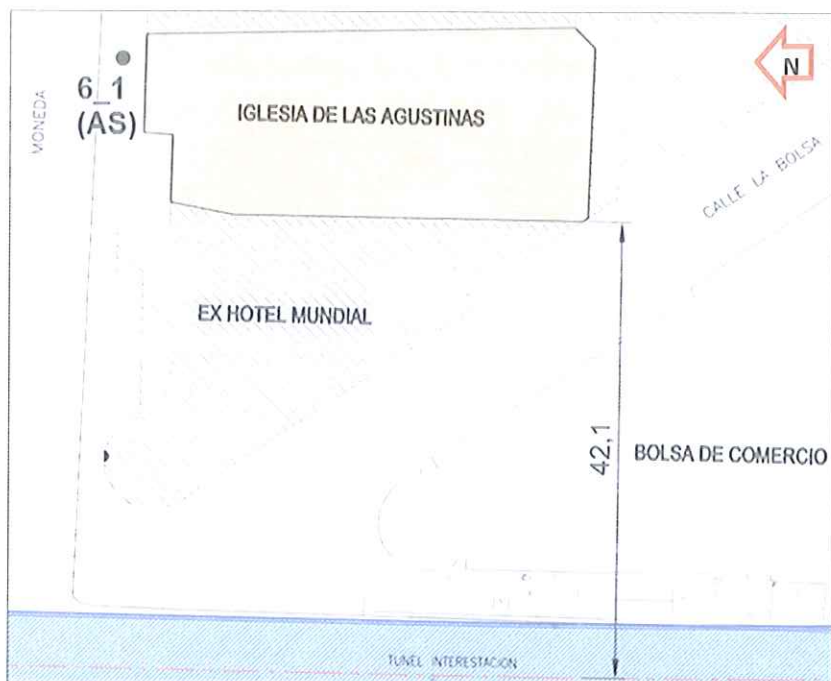 N
6_1
(AS)
MONEDA
IGLESIA DE LAS AGUSTINAS
CALLE LA BOLSA
EX HOTEL MUNDIAL
42,1
BOLSA DE COMERCIO
TUNEL INTERESTACION